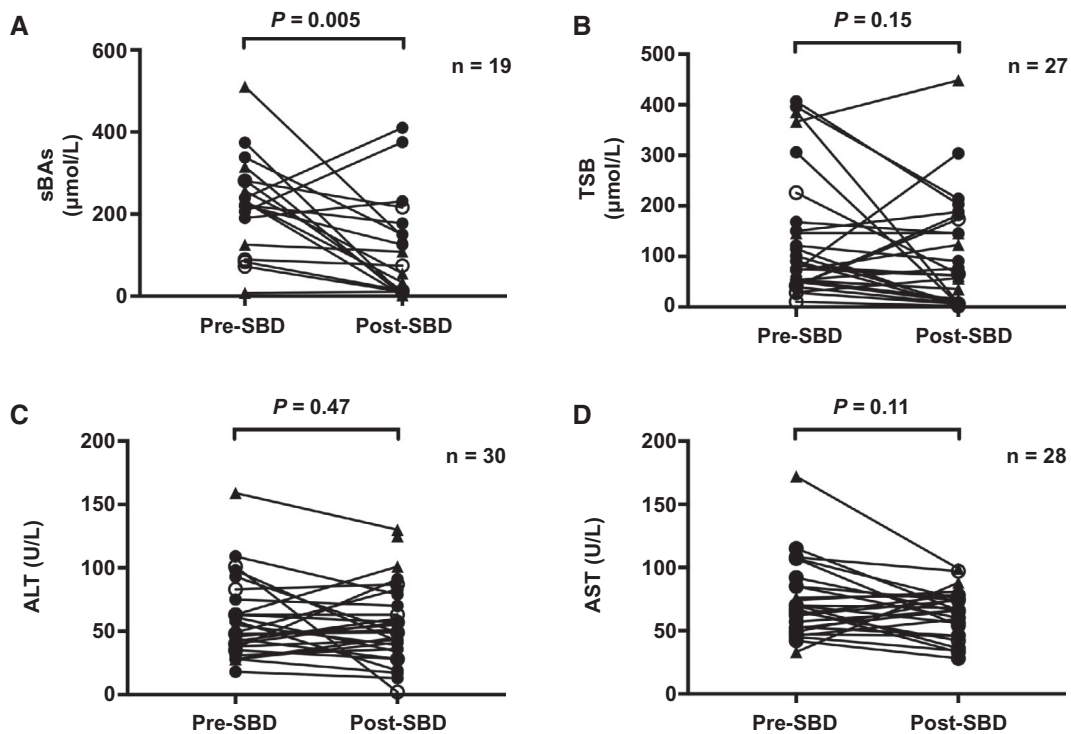 A
P = 0.005
n = 19
600
400
200
0
sBAs
(μmol/L)
Pre-SBD Post-SBD
B
P = 0.15
n = 27
500
400
300
200
100
0
TSB
(μmol/L)
Pre-SBD Post-SBD
C
P = 0.47
n = 30
200
150
100
50
0
ALT (U/L)
Pre-SBD Post-SBD
D
P = 0.11
n = 28
200
150
100
50
0
AST (U/L)
Pre-SBD Post-SBD